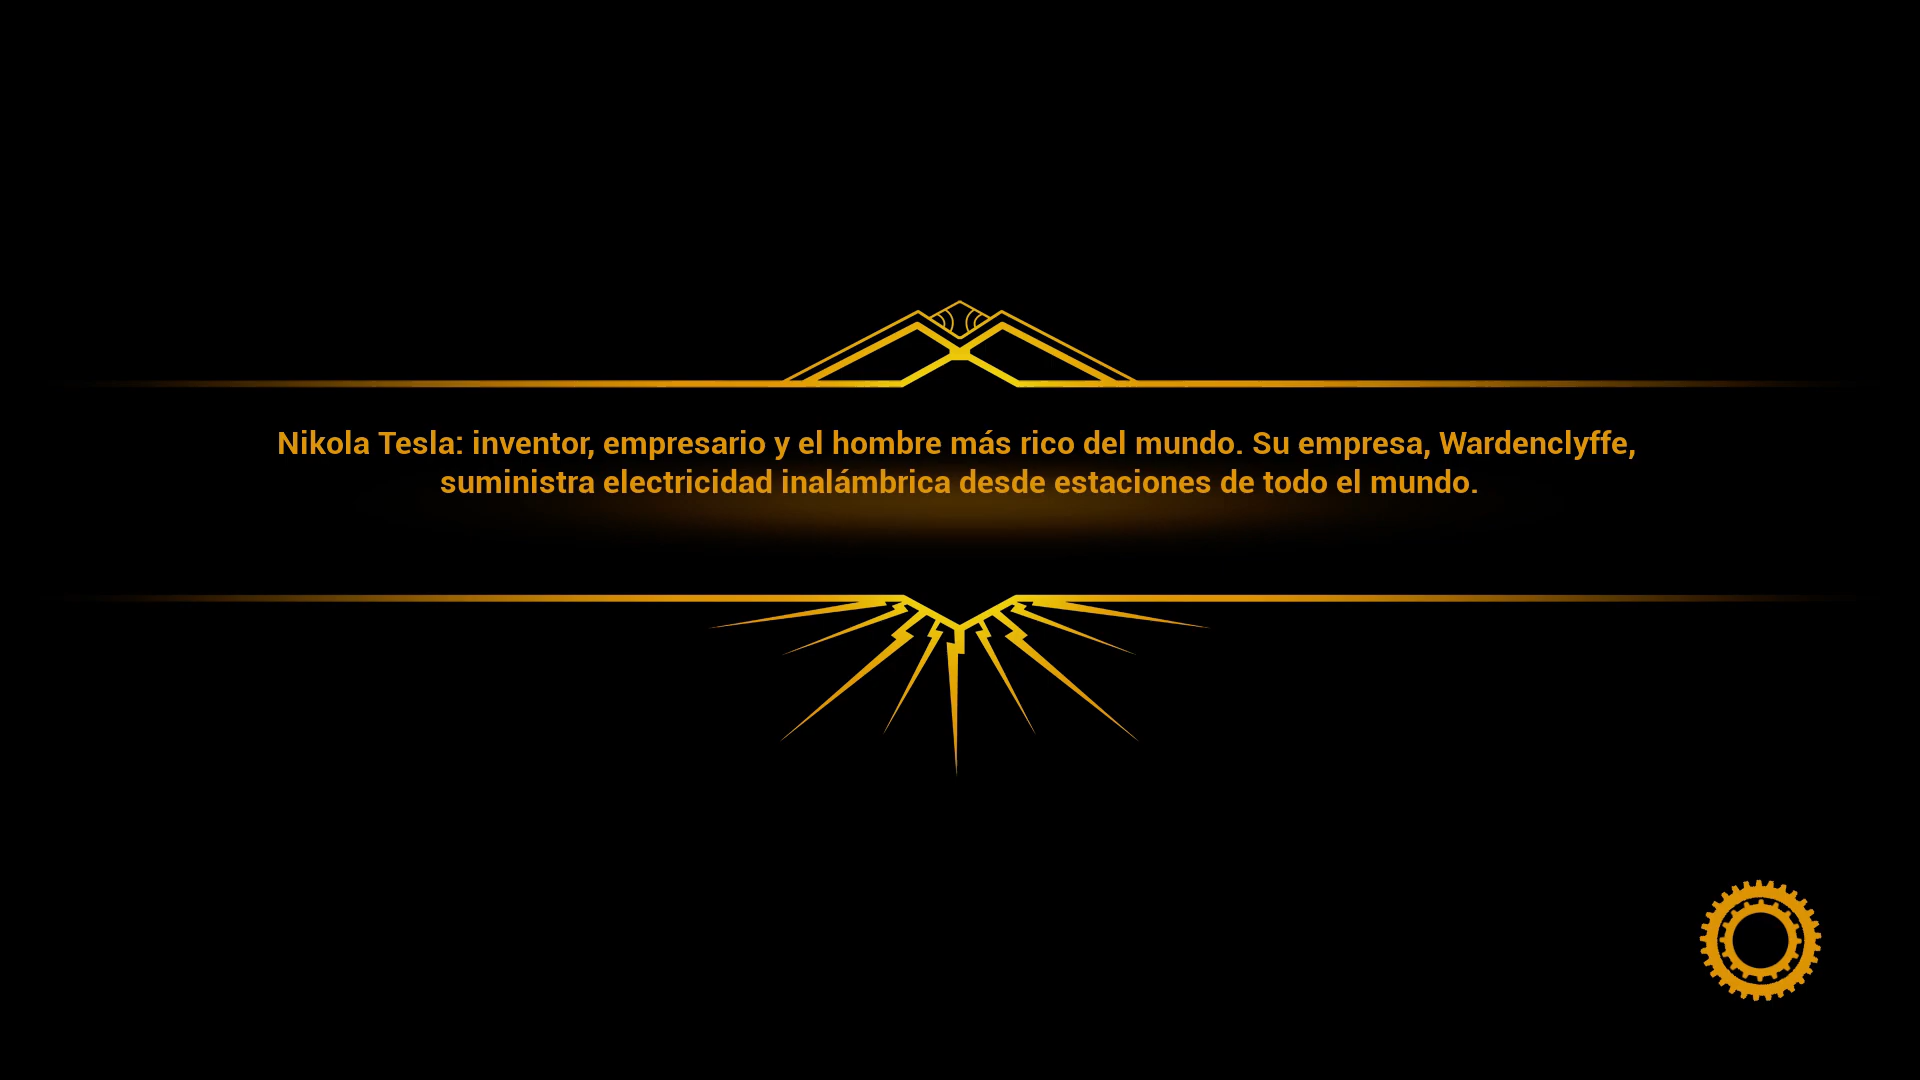 Nikola Tesla: inventor, empresario y el hombre más rico del mundo. Su empresa, Wardenclyffe,
suministra electricidad inalámbrica desde estaciones de todo el mundo.